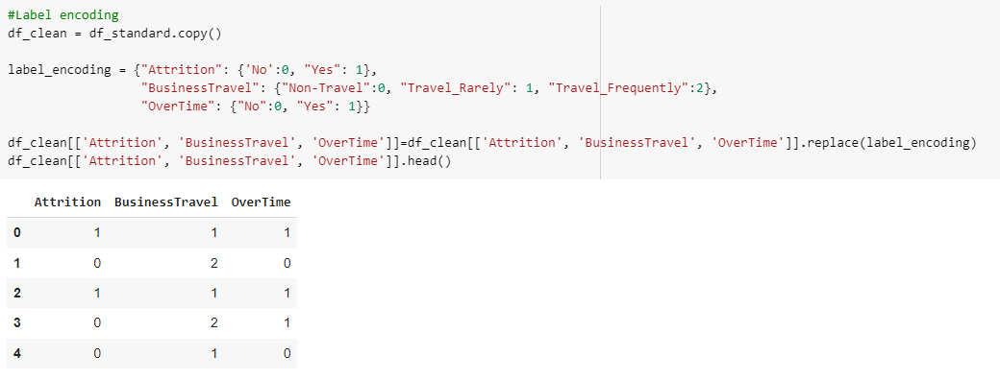 #Label encoding
df_clean = df_standard.copy()
label_encoding = {"Attrition": {'No':0, "Yes": 1},
"BusinessTravel": {"Non-Travel":0, "Travel_Rarely": 1, "Travel_Frequently":2},
"OverTime": {"No":0, "Yes": 1}}
df_clean[['Attrition', 'BusinessTravel', 'OverTime']]=df_clean[['Attrition', 'BusinessTravel', 'OverTime']].replace(label_encoding)
df_clean[['Attrition', 'BusinessTravel', 'OverTime']].head()
Attrition BusinessTravel OverTime
0 1 1 1
1 0 2 0
2 1 1 1
3 0 2 1
4 0 1 0